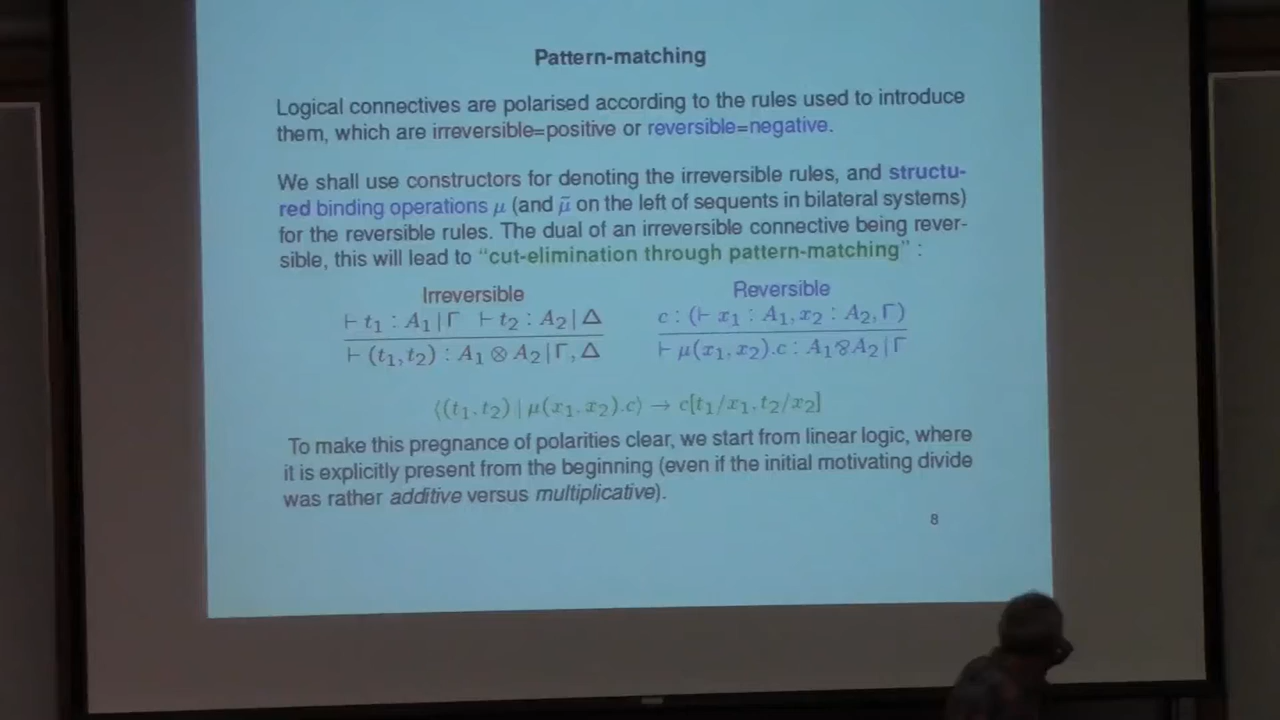 Pattern-matching
Logical connectives are polarised according to the rules used to introduce
them, which are irreversible=positive or reversible=negative.
We shall use constructors for denoting the irreversible rules, and structu-
red binding operations μ (and μ̃ on the left of sequents in bilateral systems)
for the reversible rules. The dual of an irreversible connective being rever-
sible, this will lead to “cut-elimination through pattern-matching” :
Irreversible
⊢ t₁ : A₁ | Γ ⊢ t₂ : A₂ | Δ
⊢ (t₁, t₂) : A₁ ⊗ A₂ | Γ, Δ
Reversible
c : (⊢ x₁ : A₁, x₂ : A₂, Γ)
⊢ μ(x₁, x₂).c : A₁ ⅋ A₂ | Γ
⟨(t₁, t₂) | μ(x₁, x₂).c⟩ → c[t₁/x₁, t₂/x₂]
To make this pregnance of polarities clear, we start from linear logic, where
it is explicitly present from the beginning (even if the initial motivating divide
was rather additive versus multiplicative).
8